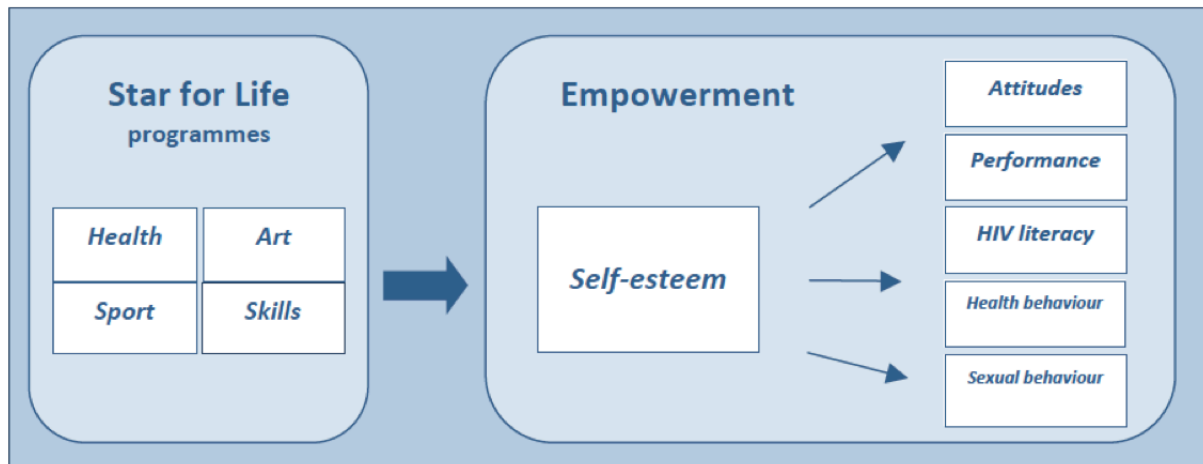 Star for Life
programmes
Health
Art
Sport
Skills
Empowerment
Self-esteem
Attitudes
Performance
HIV literacy
Health behaviour
Sexual behaviour